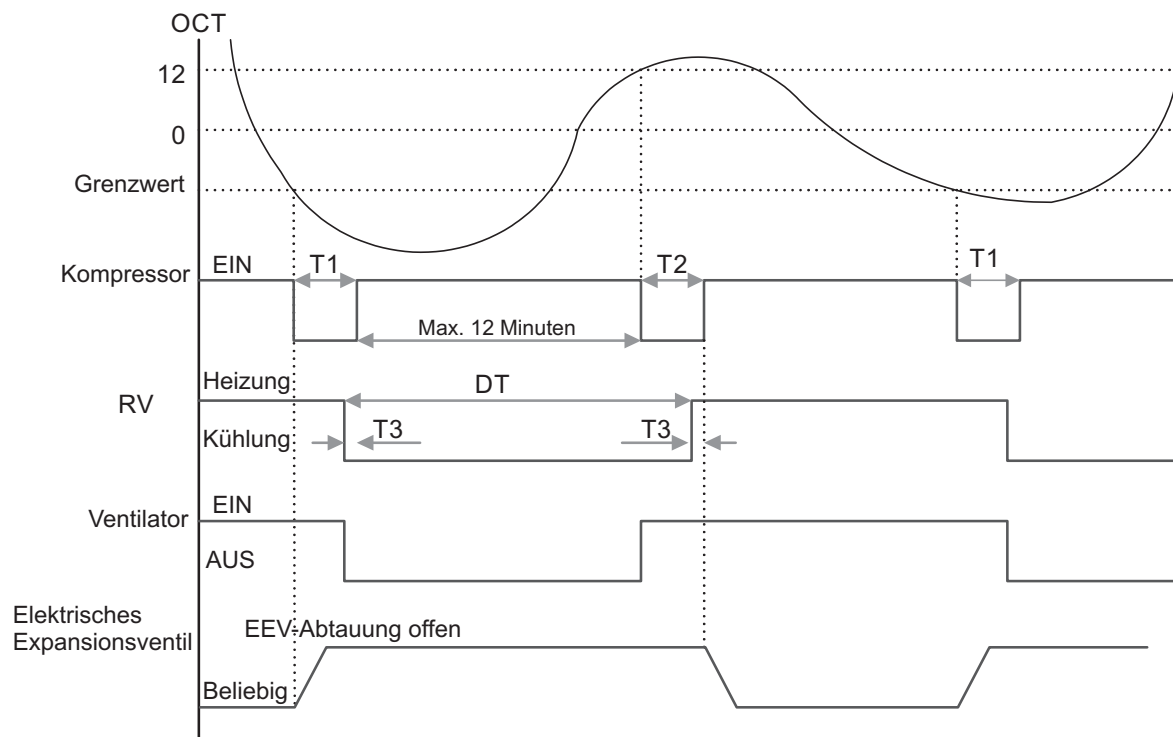 OCT
12
0
Grenzwert
Kompressor
EIN
T1
T2
T1
Max. 12 Minuten
RV
Heizung
DT
Kühlung
T3
T3
Ventilator
EIN
AUS
Elektrisches
Expansionsventil
EEV-Abtauung offen
Beliebig